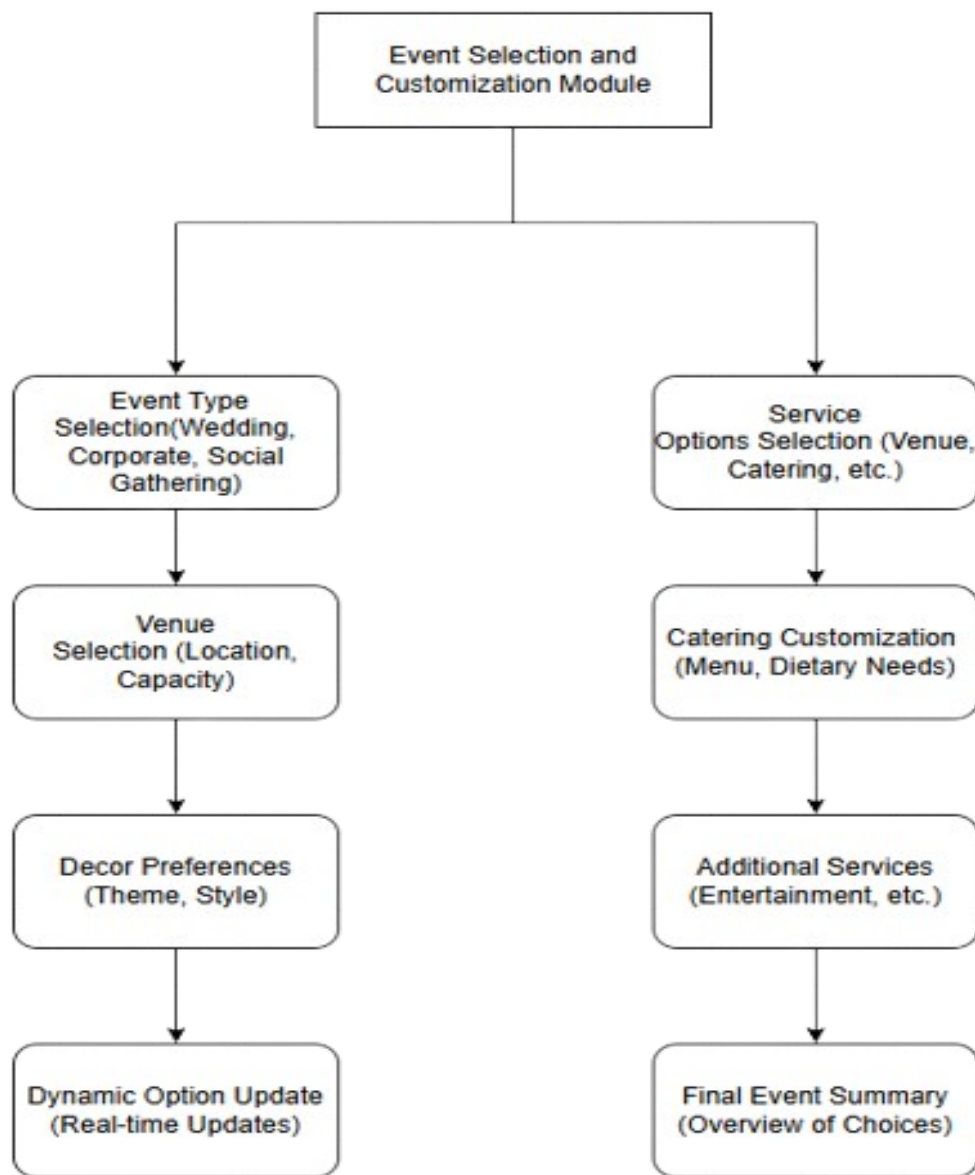 Event Selection and
Customization Module
Event Type
Selection(Wedding,
Corporate, Social
Gathering)
Service
Options Selection (Venue,
Catering, etc.)
Venue
Selection (Location,
Capacity)
Catering Customization
(Menu, Dietary Needs)
Decor Preferences
(Theme, Style)
Additional Services
(Entertainment, etc.)
Dynamic Option Update
(Real-time Updates)
Final Event Summary
(Overview of Choices)